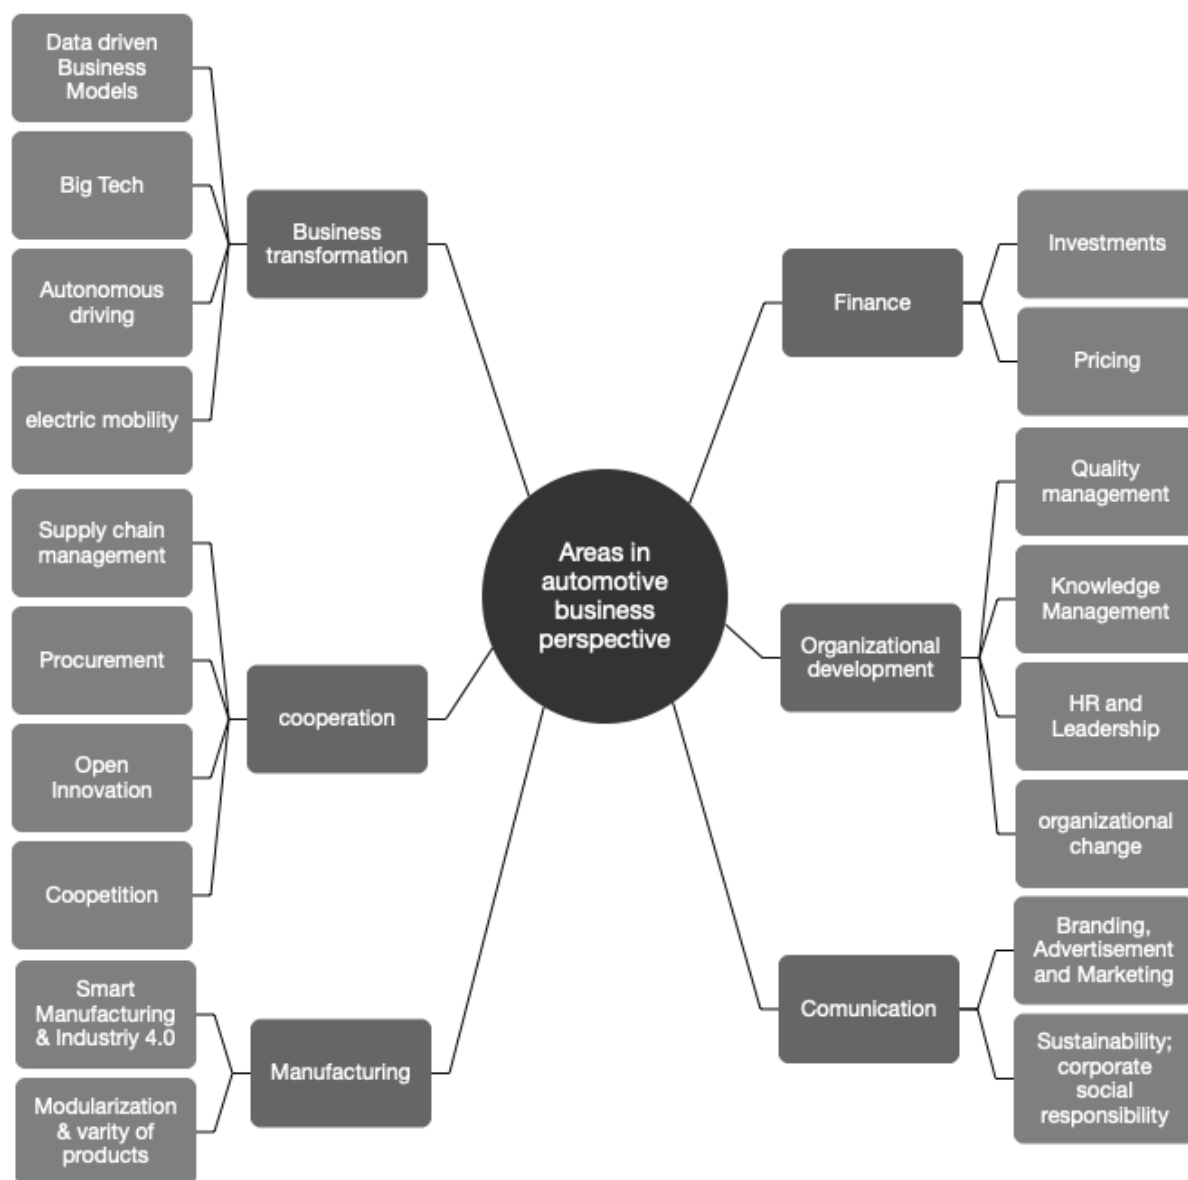 Data driven
Business
Models
Big Tech
Autonomous
driving
electric mobility
Business
transformation
Supply chain
management
Procurement
Open
Innovation
Coopetition
cooperation
Smart
Manufacturing
& Industriy 4.0
Modularization
& varity of
products
Manufacturing
Areas in
automotive
business
perspective
Finance
Investments
Pricing
Organizational
development
Quality
management
Knowledge
Management
HR and
Leadership
organizational
change
Comunication
Branding,
Advertisement
and Marketing
Sustainability;
corporate
social
responsibility